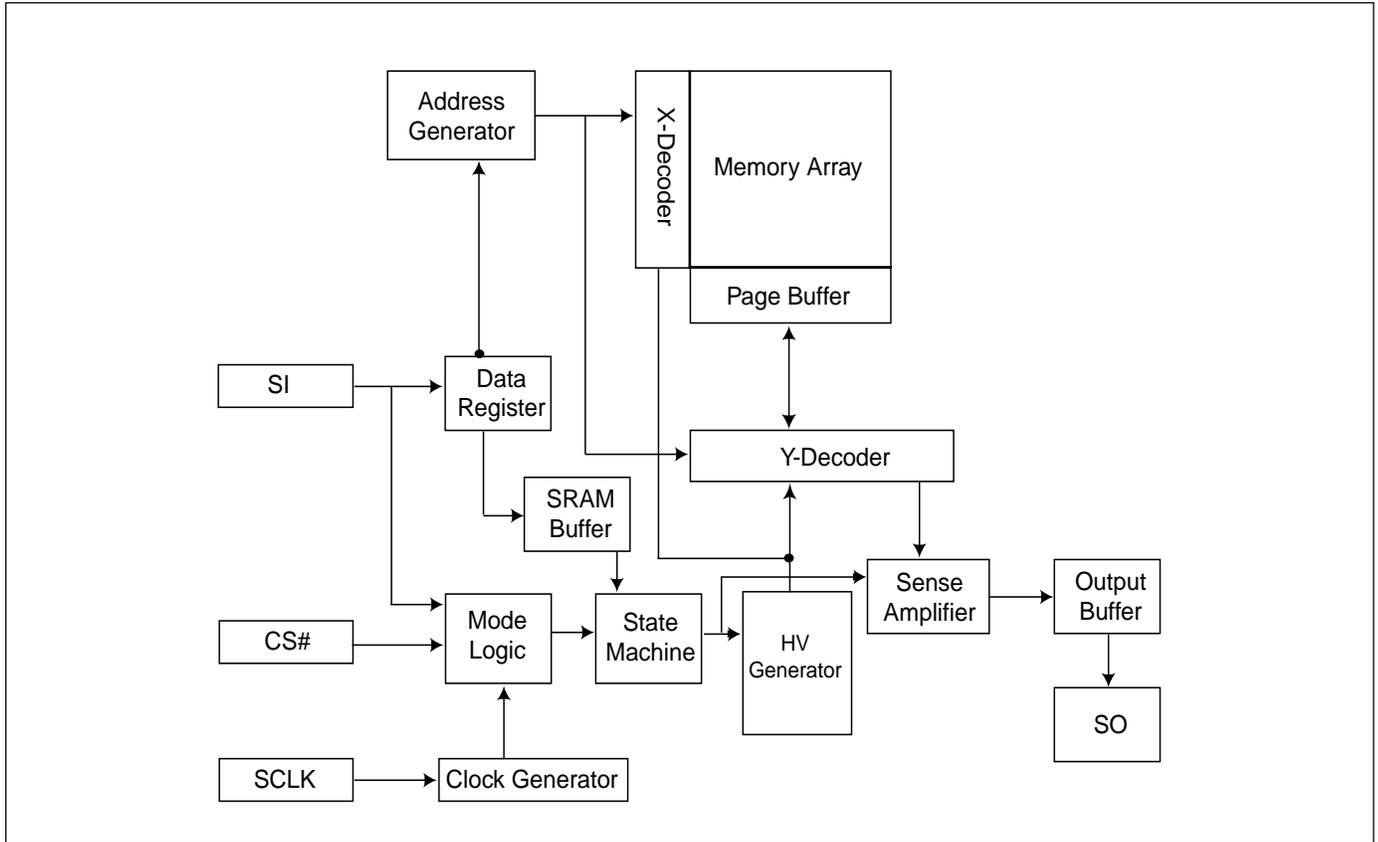 Address
Generator
X-Decoder
Memory Array
Page Buffer
SI
Data
Register
Y-Decoder
SRAM
Buffer
Sense
Amplifier
Output
Buffer
CS#
Mode
Logic
State
Machine
HV
Generator
SO
SCLK
Clock Generator